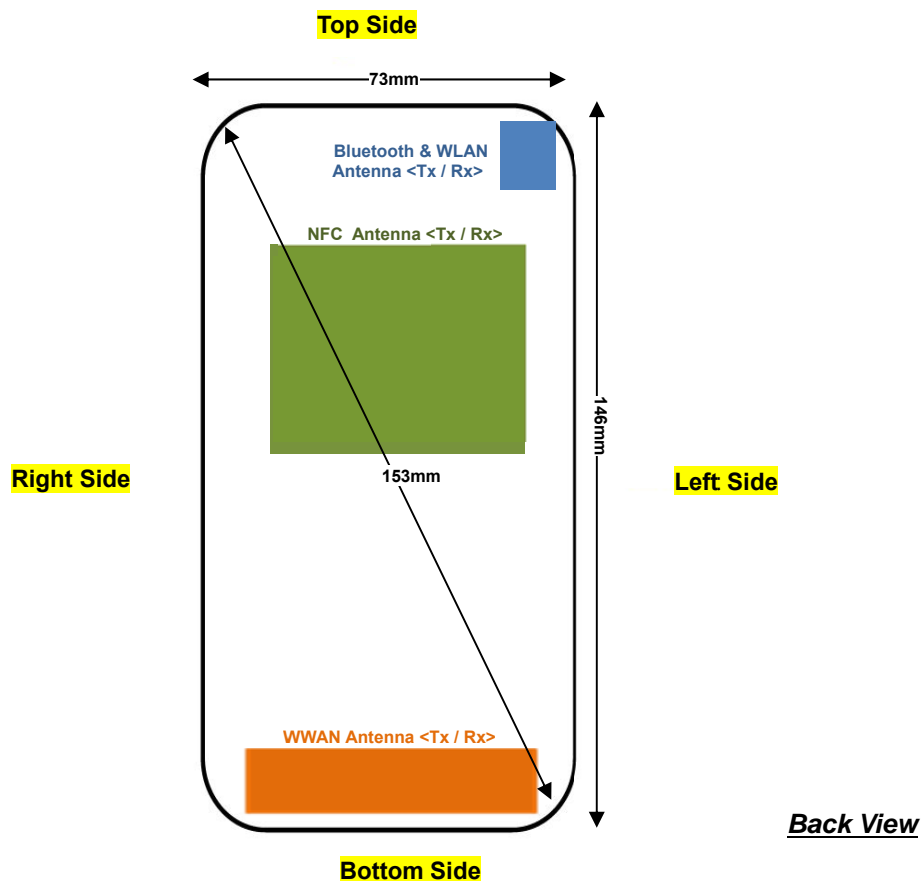 Top Side
73mm
Bluetooth & WLAN
Antenna <Tx / Rx>
NFC Antenna <Tx / Rx>
146mm
153mm
Right Side
Left Side
WWAN Antenna <Tx / Rx>
Back View
Bottom Side